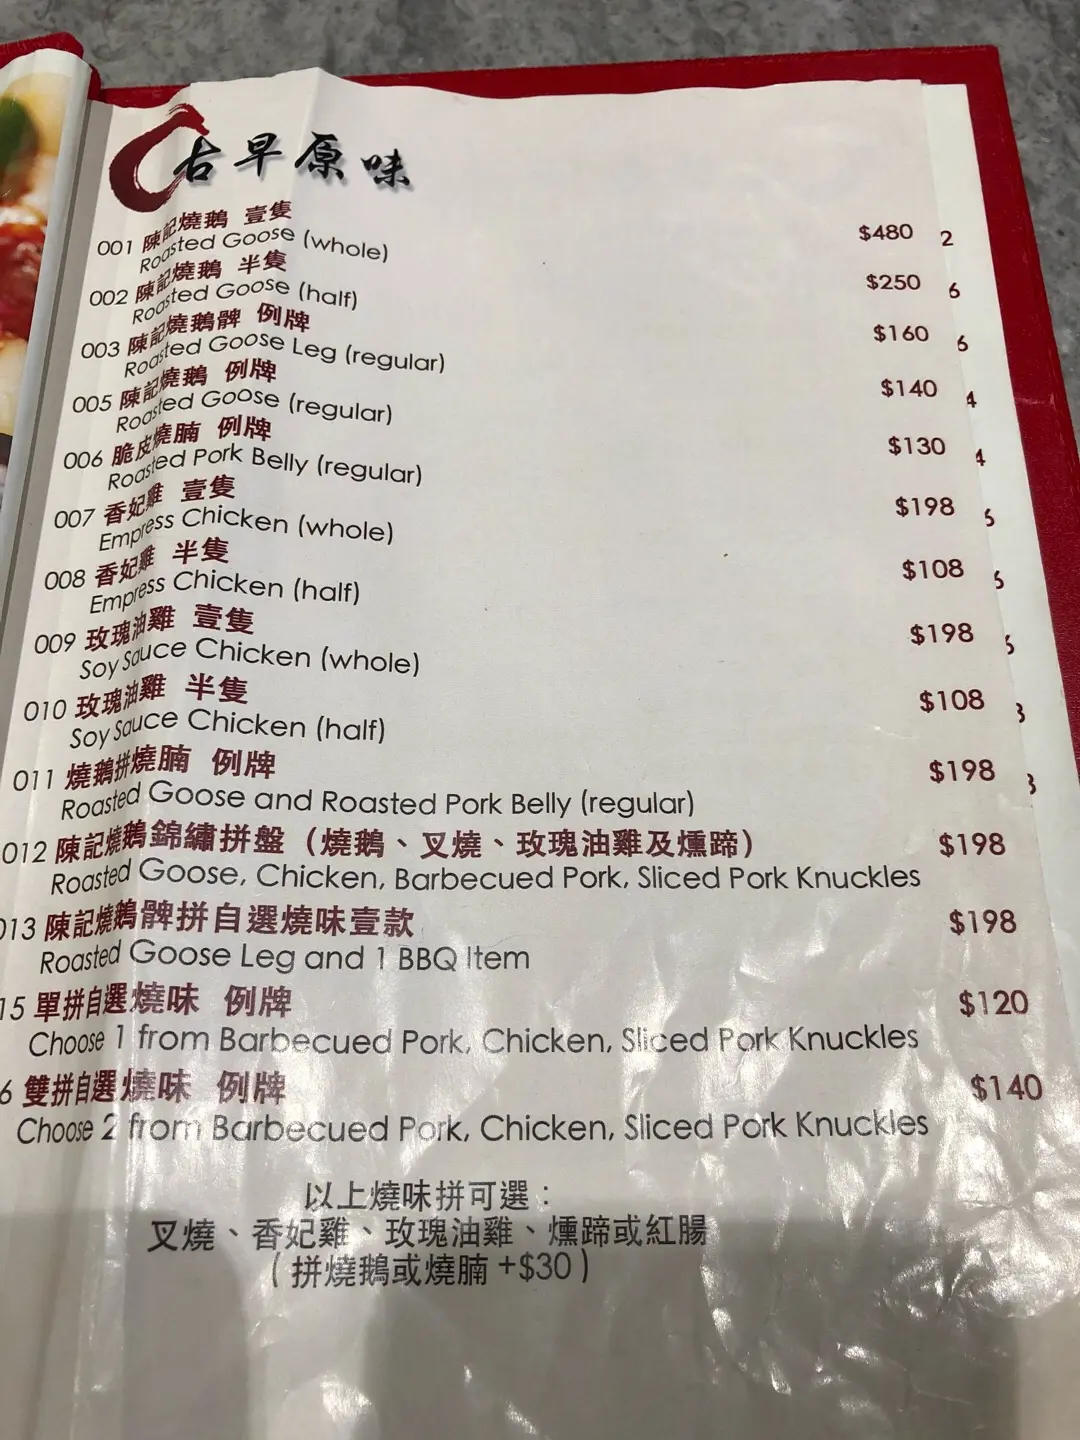 古早原味
001 陳記燒鵝 壹隻 $480 2
Roasted Goose (whole)
002 陳記燒鵝 半隻 $250 6
Roasted Goose (half)
003 陳記燒鵝髀 例牌 $160 6
Roasted Goose Leg (regular)
005 陳記燒鵝 例牌 $140 4
Roasted Goose (regular)
006 脆皮燒腩 例牌 $130 4
Roasted Pork Belly (regular)
007 香妃雞 壹隻 $198
Empress Chicken (whole)
008 香妃雞 半隻 $108
Empress Chicken (half)
009 玫瑰油雞 壹隻 $198
Soy Sauce Chicken (whole)
010 玫瑰油雞 半隻 $108
Soy Sauce Chicken (half)
011 燒鵝拼燒腩 例牌 $198
Roasted Goose and Roasted Pork Belly (regular)
012 陳記燒鵝錦繡拼盤（燒鵝、叉燒、玫瑰油雞及燻蹄） $198
Roasted Goose, Chicken, Barbecued Pork, Sliced Pork Knuckles
013 陳記燒鵝髀拼自選燒味壹款 $198
Roasted Goose Leg and 1 BBQ Item
15 單拼自選燒味 例牌 $120
Choose 1 from Barbecued Pork, Chicken, Sliced Pork Knuckles
6 雙拼自選燒味 例牌 $140
Choose 2 from Barbecued Pork, Chicken, Sliced Pork Knuckles
以上燒味拼可選：
叉燒、香妃雞、玫瑰油雞、燻蹄或紅腸
（拼燒鵝或燒腩+$30）